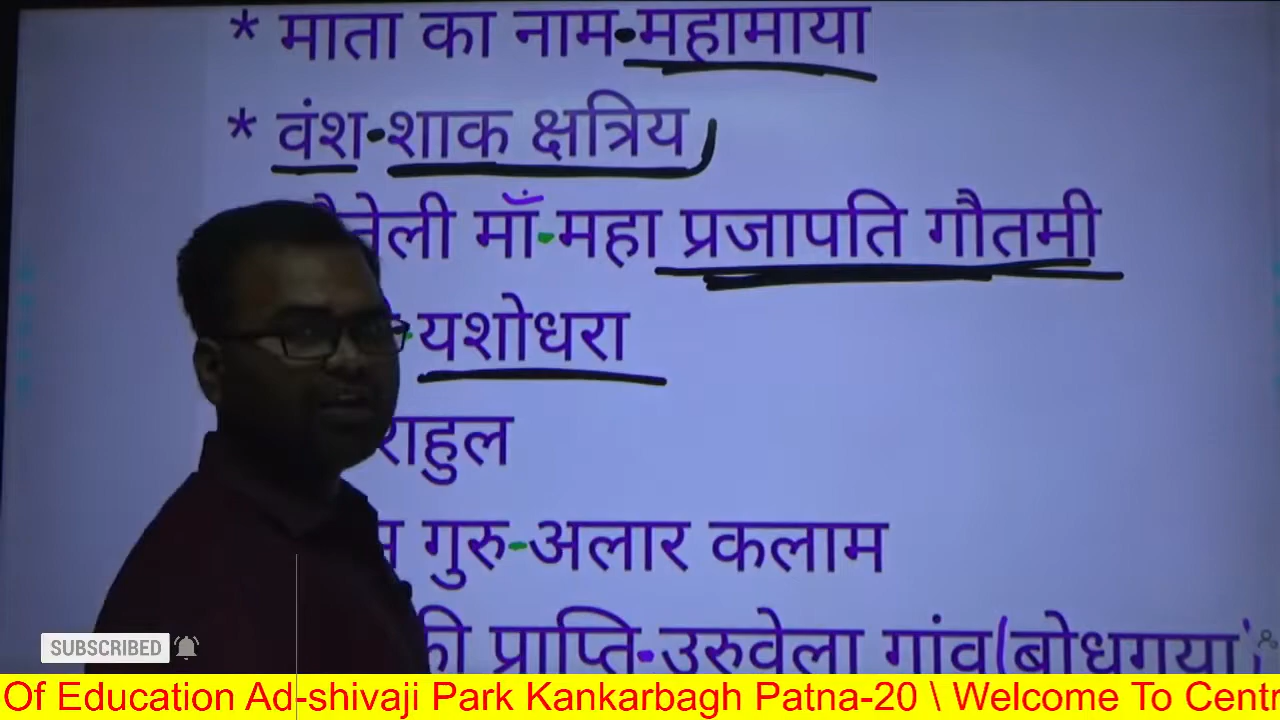 * माता का नाम-महामाया
* वंश-शाक क्षत्रिय
माँ-महा प्रजापति गौतमी
-यशोधरा
राहुल
गुरु-अलार कलाम
की प्राप्ति-उरुवेला गांव(बोधगया)
SUBSCRIBED
Of Education Ad-shivaji Park Kankarbagh Patna-20 \ Welcome To Centr